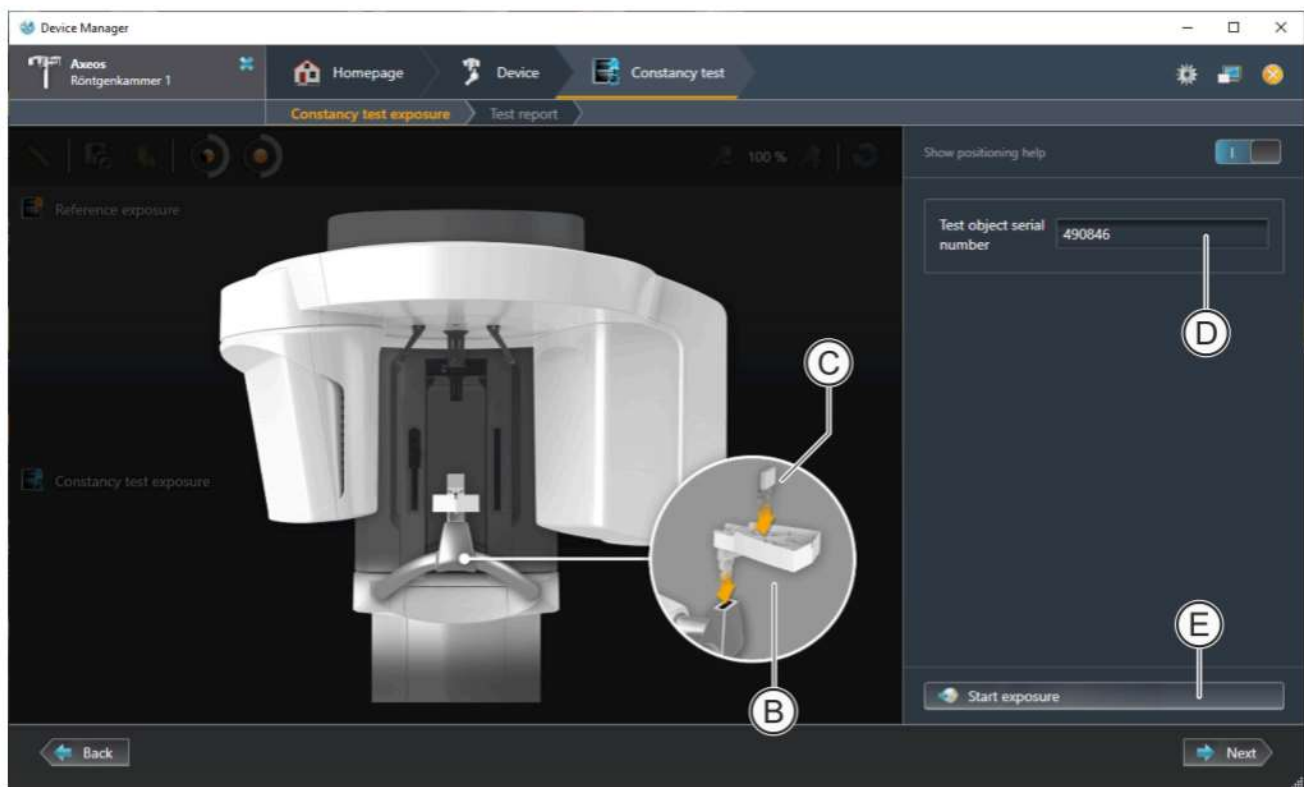 Device Manager
Axeos
Röntgenkammer 1
Homepage
Device
Constancy test
Constancy test exposure
Test report
100 %
Show positioning help
I
Reference exposure
Test object serial
number
490846
D
C
Constancy test exposure
E
Start exposure
B
Back
Next